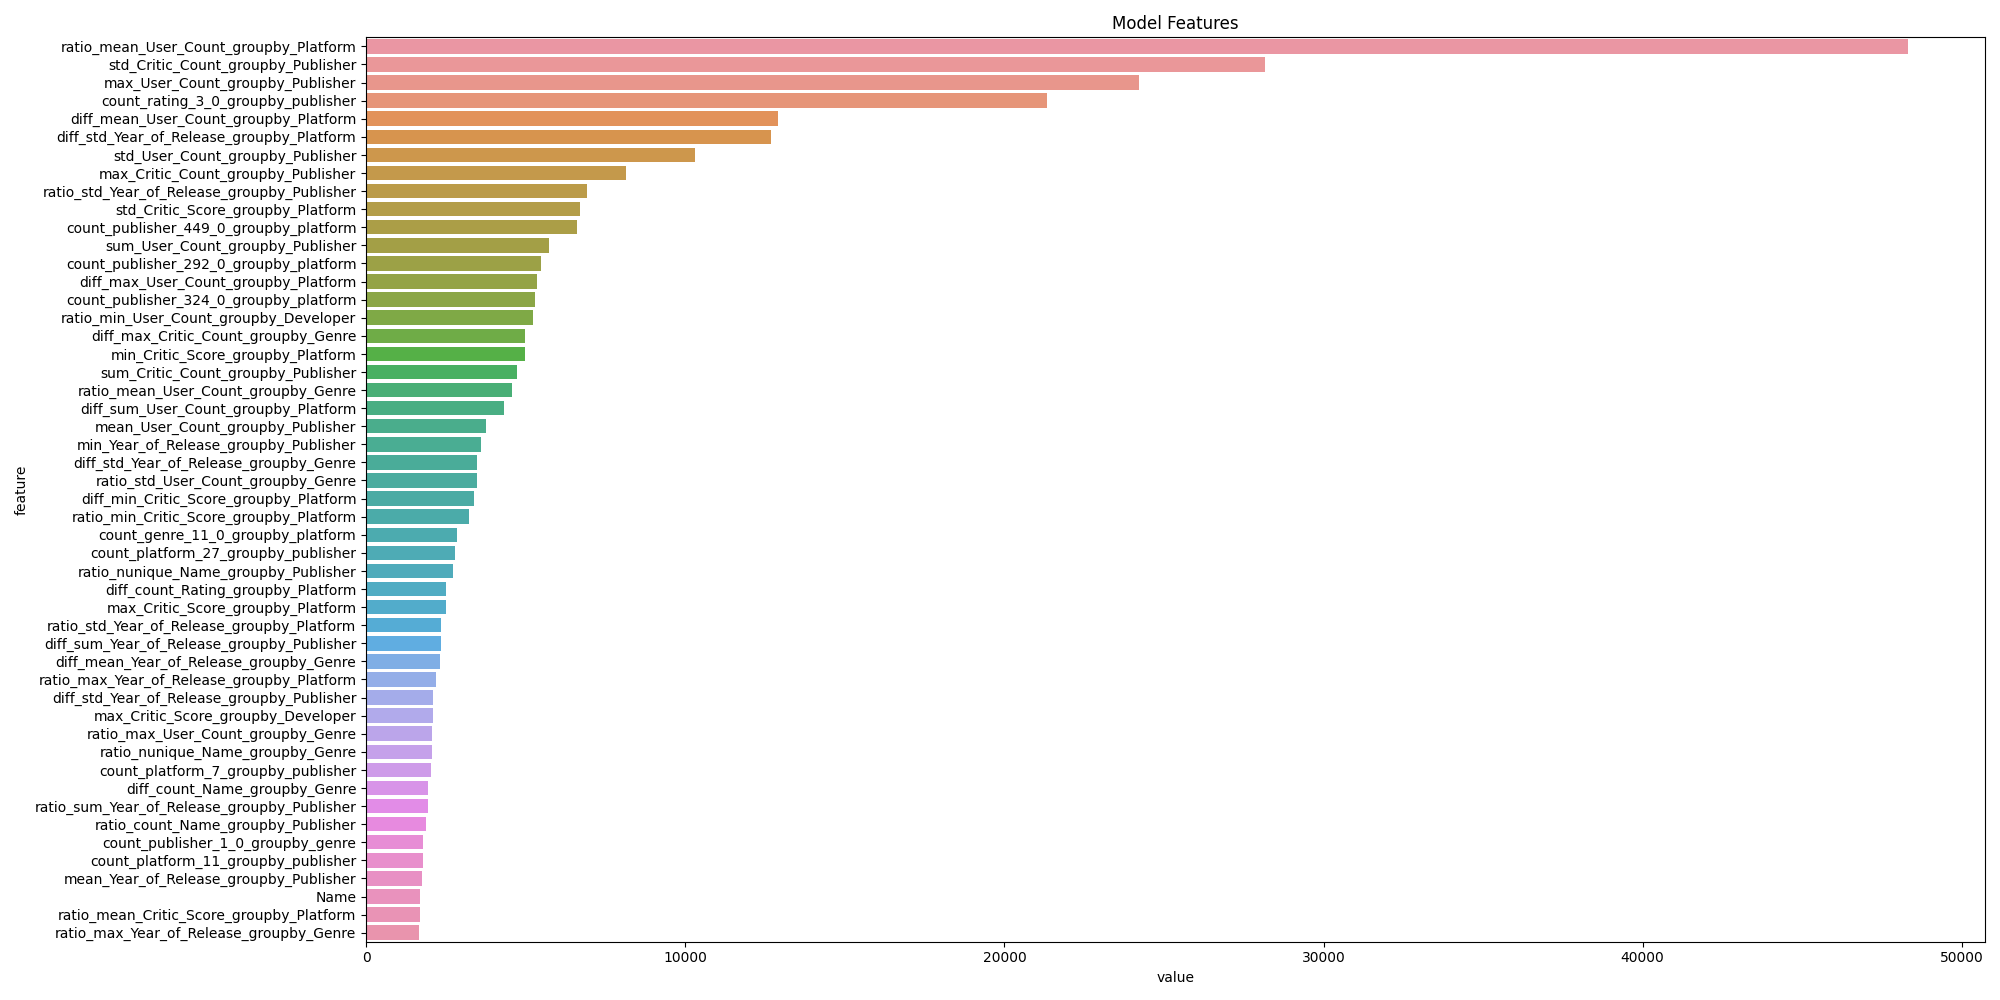 Model Features
ratio_mean_User_Count_groupby_Platform
std_Critic_Count_groupby_Publisher
max_User_Count_groupby_Publisher
count_rating_3_0_groupby_publisher
diff_mean_User_Count_groupby_Platform
diff_std_Year_of_Release_groupby_Platform
std_User_Count_groupby_Publisher
max_Critic_Count_groupby_Publisher
ratio_std_Year_of_Release_groupby_Publisher
std_Critic_Score_groupby_Platform
count_publisher_449_0_groupby_platform
sum_User_Count_groupby_Publisher
count_publisher_292_0_groupby_platform
diff_max_User_Count_groupby_Platform
count_publisher_324_0_groupby_platform
ratio_min_User_Count_groupby_Developer
diff_max_Critic_Count_groupby_Genre
min_Critic_Score_groupby_Platform
sum_Critic_Count_groupby_Publisher
ratio_mean_User_Count_groupby_Genre
diff_sum_User_Count_groupby_Platform
mean_User_Count_groupby_Publisher
min_Year_of_Release_groupby_Publisher
diff_std_Year_of_Release_groupby_Genre
ratio_std_User_Count_groupby_Genre
diff_min_Critic_Score_groupby_Platform
ratio_min_Critic_Score_groupby_Platform
count_genre_11_0_groupby_platform
count_platform_27_groupby_publisher
ratio_nunique_Name_groupby_Publisher
diff_count_Rating_groupby_Platform
max_Critic_Score_groupby_Platform
ratio_std_Year_of_Release_groupby_Platform
diff_sum_Year_of_Release_groupby_Publisher
diff_mean_Year_of_Release_groupby_Genre
ratio_max_Year_of_Release_groupby_Platform
diff_std_Year_of_Release_groupby_Publisher
max_Critic_Score_groupby_Developer
ratio_max_User_Count_groupby_Genre
ratio_nunique_Name_groupby_Genre
count_platform_7_groupby_publisher
diff_count_Name_groupby_Genre
ratio_sum_Year_of_Release_groupby_Publisher
ratio_count_Name_groupby_Publisher
count_publisher_1_0_groupby_genre
count_platform_11_groupby_publisher
mean_Year_of_Release_groupby_Publisher
Name
ratio_mean_Critic_Score_groupby_Platform
ratio_max_Year_of_Release_groupby_Genre
feature
0 10000 20000 30000 40000 50000
value